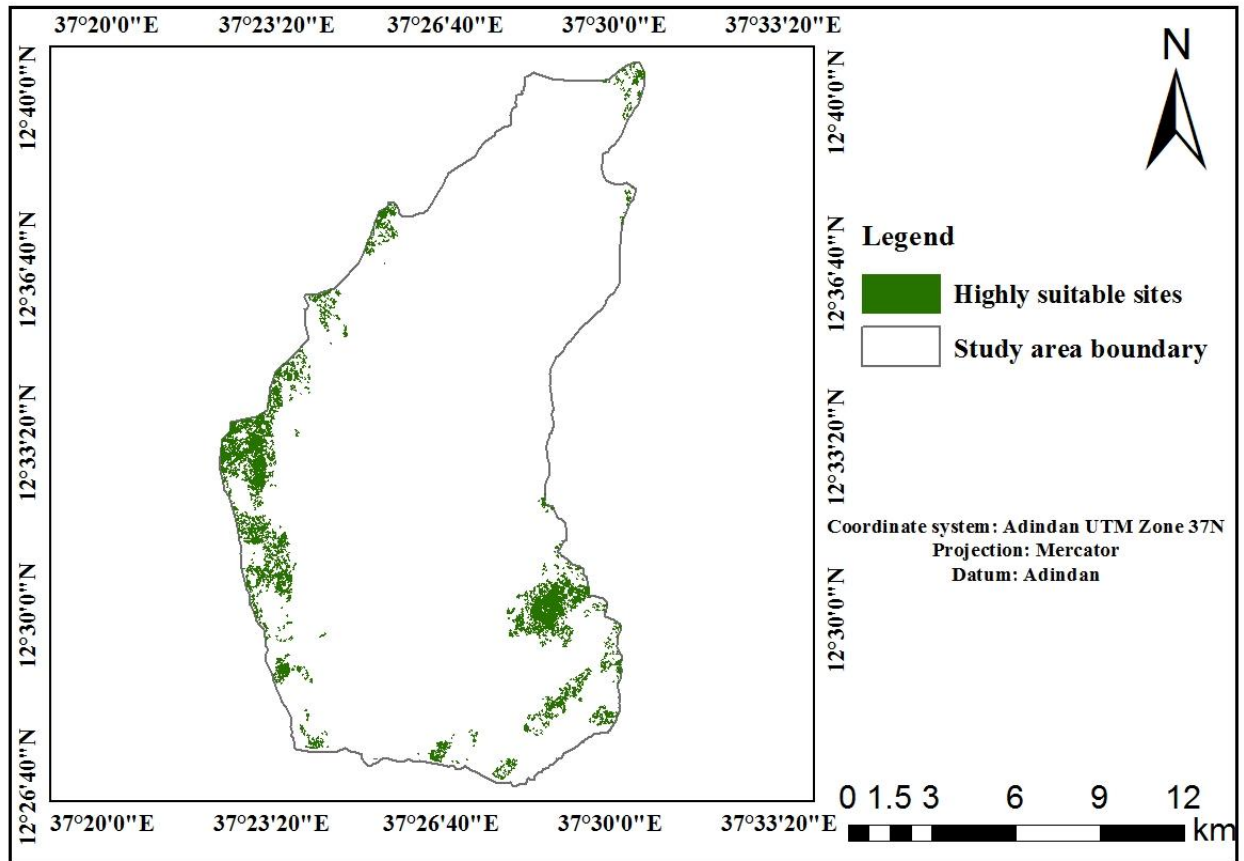 37°20'0"E 37°23'20"E 37°26'40"E 37°30'0"E 37°33'20"E
N
12°40'0"N
12°40'0"N
12°36'40"N
12°36'40"N
Legend
Highly suitable sites
Study area boundary
12°33'20"N
12°33'20"N
Coordinate system: Adindan UTM Zone 37N
Projection: Mercator
Datum: Adindan
12°30'0"N
12°30'0"N
12°26'40"N
0 1.5 3 6 9 12
km
37°20'0"E 37°23'20"E 37°26'40"E 37°30'0"E 37°33'20"E